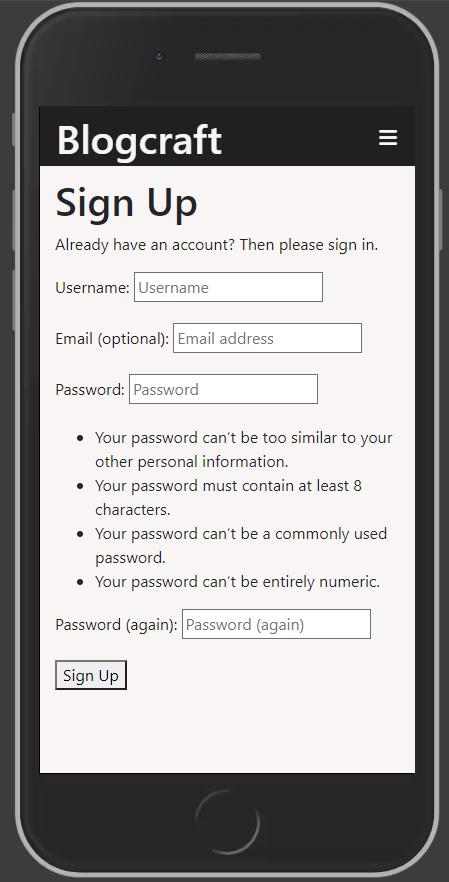 Blogcraft
Sign Up
Already have an account? Then please sign in.
Username: Username
Email (optional): Email address
Password: Password
Your password can't be too similar to your
other personal information.
Your password must contain at least 8
characters.
Your password can't be a commonly used
password.
Your password can't be entirely numeric.
Password (again): Password (again)
Sign Up